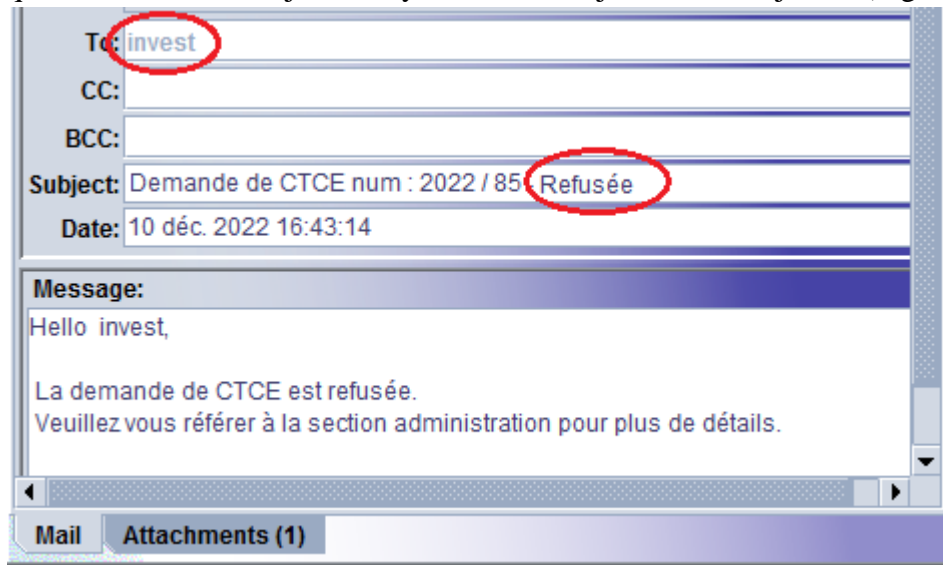 To: invest
CC:
BCC:
Subject: Demande de CTCE num : 2022 / 85 - Refusée
Date: 10 déc. 2022 16:43:14
Message:
Hello invest,
La demande de CTCE est refusée.
Veuillez vous référer à la section administration pour plus de détails.
Mail Attachments (1)